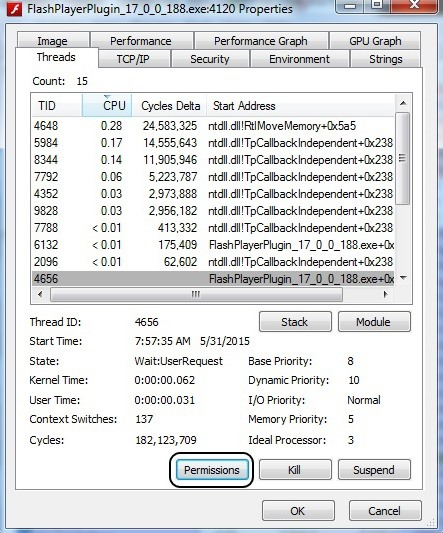 FlashPlayerPlugin_17_0_0_188.exe:4120 Properties
Image Performance Performance Graph GPU Graph
Threads TCP/IP Security Environment Strings
Count: 15
TID CPU Cycles Delta Start Address
4648 0.28 24,583,325 ntdll.dll!RtlMoveMemory+0x5a5
5984 0.17 14,555,643 ntdll.dll!TpCallbackIndependent+0x238
8344 0.14 11,905,946 ntdll.dll!TpCallbackIndependent+0x238
7792 0.06 5,223,787 ntdll.dll!TpCallbackIndependent+0x238
4352 0.03 2,973,888 ntdll.dll!TpCallbackIndependent+0x238
9828 0.03 2,956,182 ntdll.dll!TpCallbackIndependent+0x238
7788 < 0.01 413,332 ntdll.dll!TpCallbackIndependent+0x238
6132 < 0.01 175,409 FlashPlayerPlugin_17_0_0_188.exe+0x
2096 < 0.01 62,602 ntdll.dll!TpCallbackIndependent+0x238
4656 FlashPlayerPlugin_17_0_0_188.exe+0x
Thread ID: 4656 Stack Module
Start Time: 7:57:35 AM 5/31/2015
State: Wait:UserRequest Base Priority: 8
Kernel Time: 0:00:00.062 Dynamic Priority: 10
User Time: 0:00:00.031 I/O Priority: Normal
Context Switches: 137 Memory Priority: 5
Cycles: 182,123,709 Ideal Processor: 3
Permissions Kill Suspend
OK Cancel